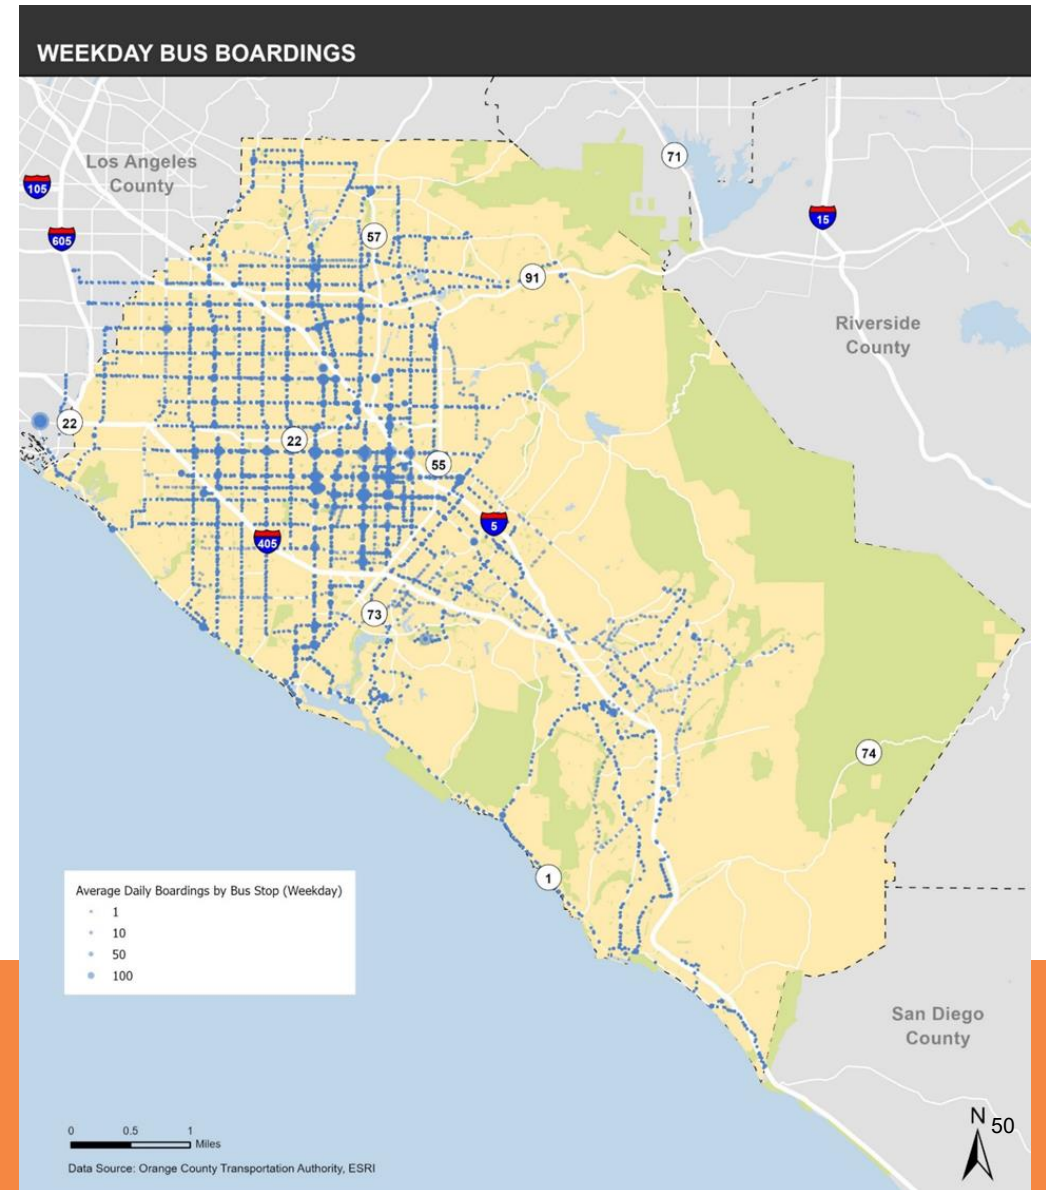 WEEKDAY BUS BOARDINGS
Los Angeles
County
71
105
15
57
605
91
Riverside
County
22
22
55
5
405
73
74
1
Average Daily Boardings by Bus Stop (Weekday)
1
10
50
100
San Diego
County
N
50
0 0.5 1
Miles
Data Source: Orange County Transportation Authority, ESRI